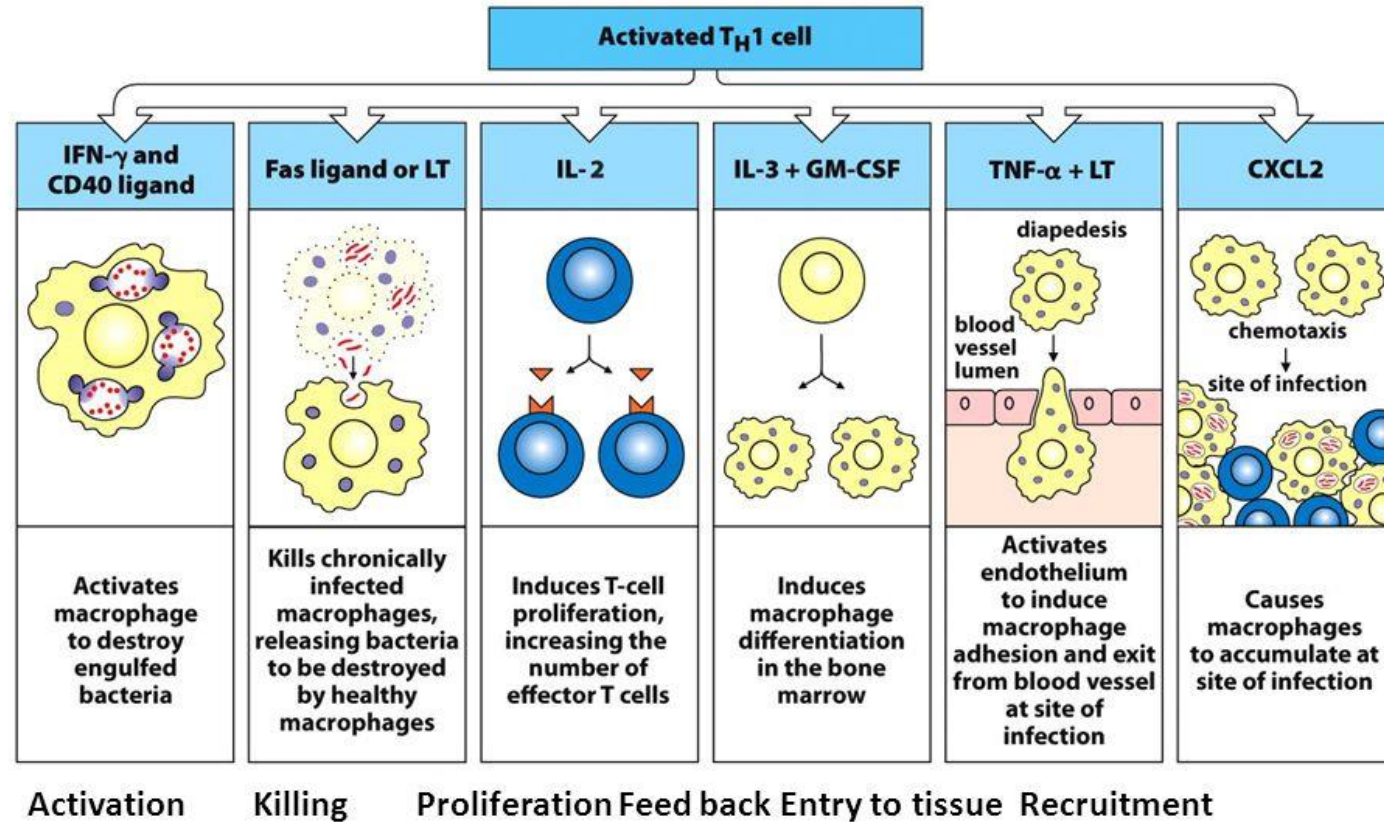 Activated TH1 cell
IFN-γ and
CD40 ligand
Activates
macrophage
to destroy
engulfed
bacteria
Fas ligand or LT
Kills chronically
infected
macrophages,
releasing bacteria
to be destroyed
by healthy
macrophages
IL-2
Induces T-cell
proliferation,
increasing the
number of
effector T cells
IL-3 + GM-CSF
Induces
macrophage
differentiation
in the bone
marrow
TNF-α + LT
diapedesis
blood
vessel
lumen
Activates
endothelium
to induce
macrophage
adhesion and exit
from blood vessel
at site of
infection
CXCL2
chemotaxis
site of infection
Causes
macrophages
to accumulate at
site of infection
Activation Killing Proliferation Feed back Entry to tissue Recruitment